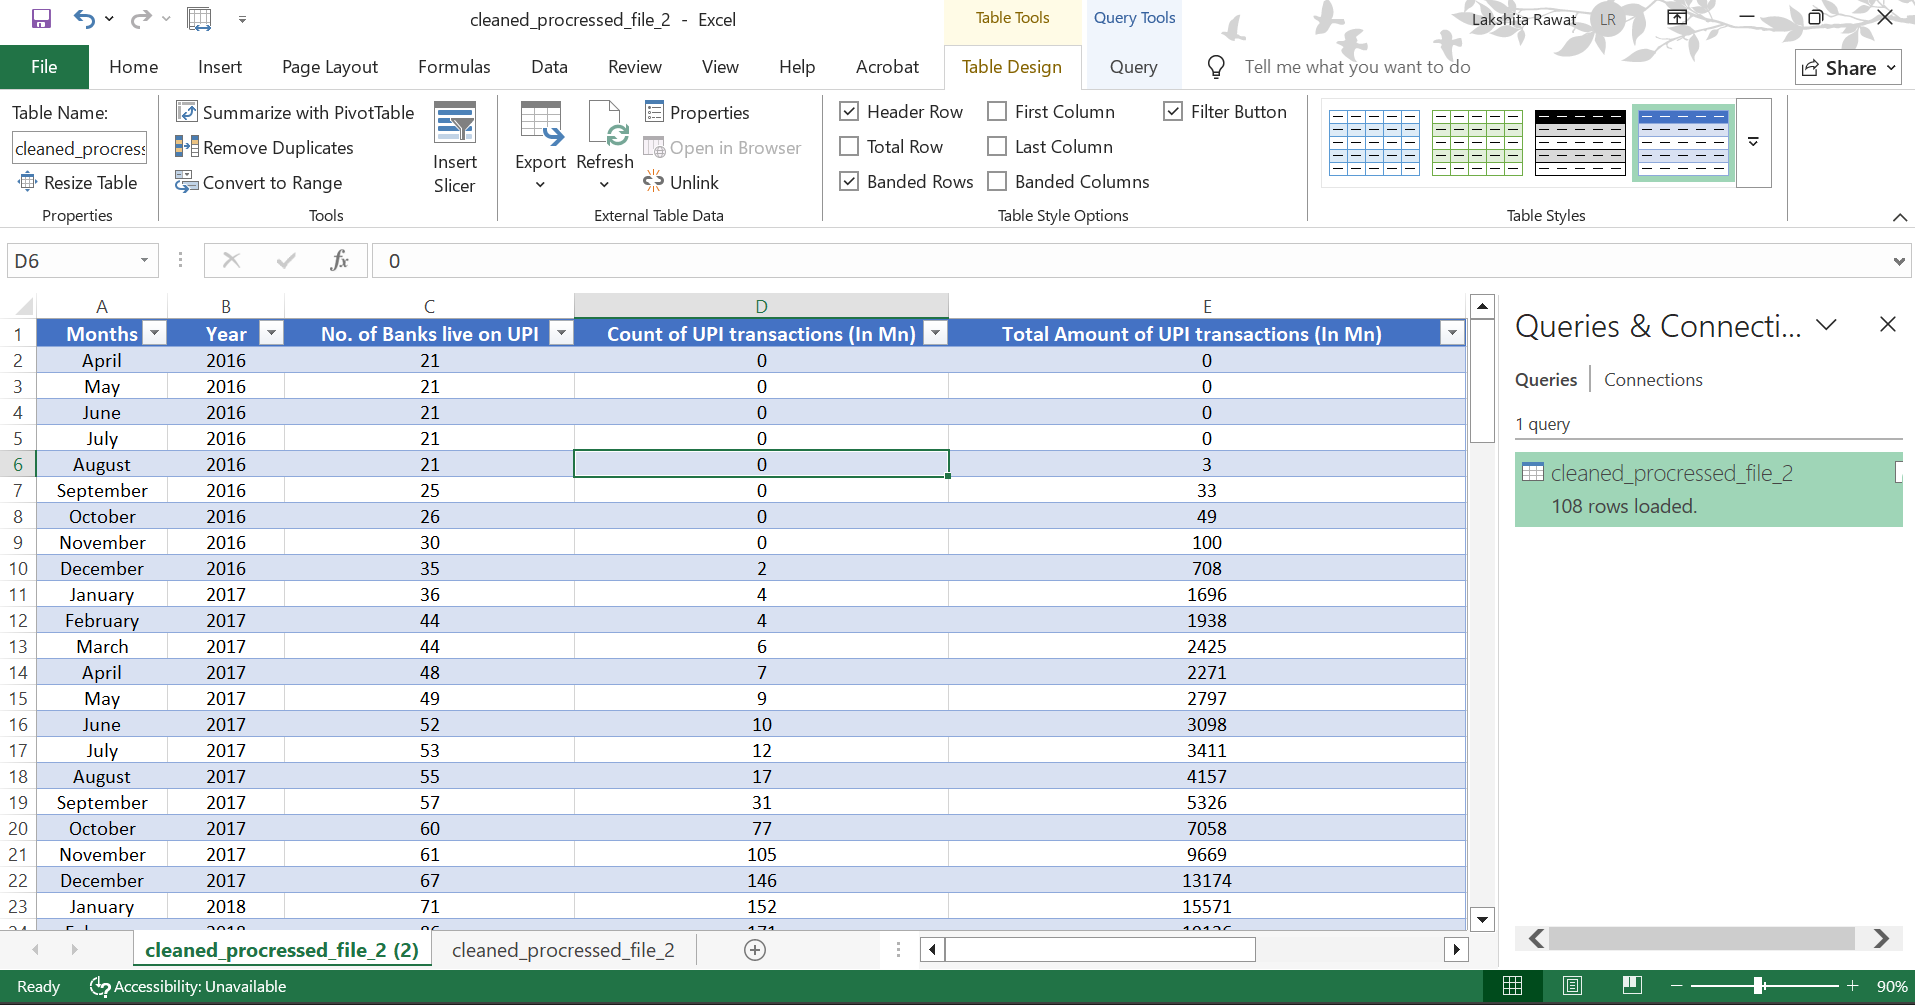 cleaned_procressed_file_2 - Excel
Table Tools
Query Tools
Lakshita Rawat
LR
File
Home
Insert
Page Layout
Formulas
Data
Review
View
Help
Acrobat
Table Design
Query
Tell me what you want to do
Share
Table Name:
cleaned_process
Resize Table
Properties
Summarize with PivotTable
Remove Duplicates
Convert to Range
Tools
Insert
Slicer
Export
Refresh
Properties
Open in Browser
Unlink
External Table Data
Header Row
First Column
Filter Button
Total Row
Last Column
Banded Rows
Banded Columns
Table Style Options
Table Styles
D6
fx
0
A B C D E
1 Months Year No. of Banks live on UPI Count of UPI transactions (In Mn) Total Amount of UPI transactions (In Mn)
2 April 2016 21 0 0
3 May 2016 21 0 0
4 June 2016 21 0 0
5 July 2016 21 0 0
6 August 2016 21 0 3
7 September 2016 25 0 33
8 October 2016 26 0 49
9 November 2016 30 0 100
10 December 2016 35 2 708
11 January 2017 36 4 1696
12 February 2017 44 4 1938
13 March 2017 44 6 2425
14 April 2017 48 7 2271
15 May 2017 49 9 2797
16 June 2017 52 10 3098
17 July 2017 53 12 3411
18 August 2017 55 17 4157
19 September 2017 57 31 5326
20 October 2017 60 77 7058
21 November 2017 61 105 9669
22 December 2017 67 146 13174
23 January 2018 71 152 15571
Queries & Connecti...
Queries
Connections
1 query
cleaned_procressed_file_2
108 rows loaded.
cleaned_procressed_file_2 (2)
cleaned_procressed_file_2
Ready
Accessibility: Unavailable
90%